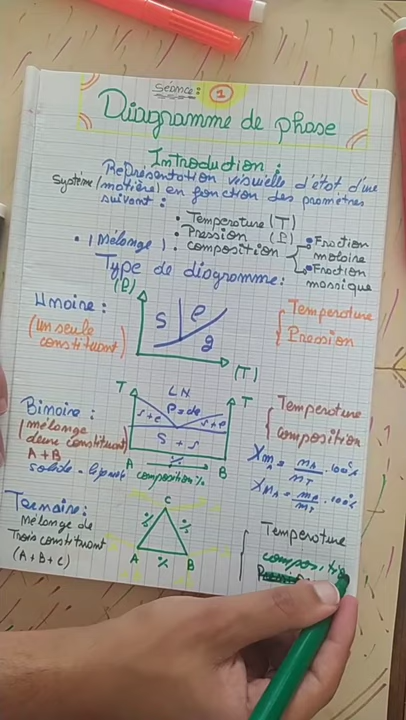 Séance: 1
Diagramme de phase
Introduction :
Représentation visuelle d'état d'une
système (matière) en fonction des paramètres
suivant :
• Temperature (T)
• Pression (P)
• (Mélange) : composition
• Fraction
molaire
• Fraction
massique
Type de diagramme:
Unaire :
(un seule
constituant)
(P)
S
l
g
(T)
Temperature
Pression
Binaire :
(mélange
deux constituant)
A+B
solide - liquide
T
T
S+l
S+l
S + S
A
%
B
composition %
Temperature
composition
Ternaire:
Mélange de
Trois constituant
(A+B+C)
C
%
%
A
%
B
Temperature
composition